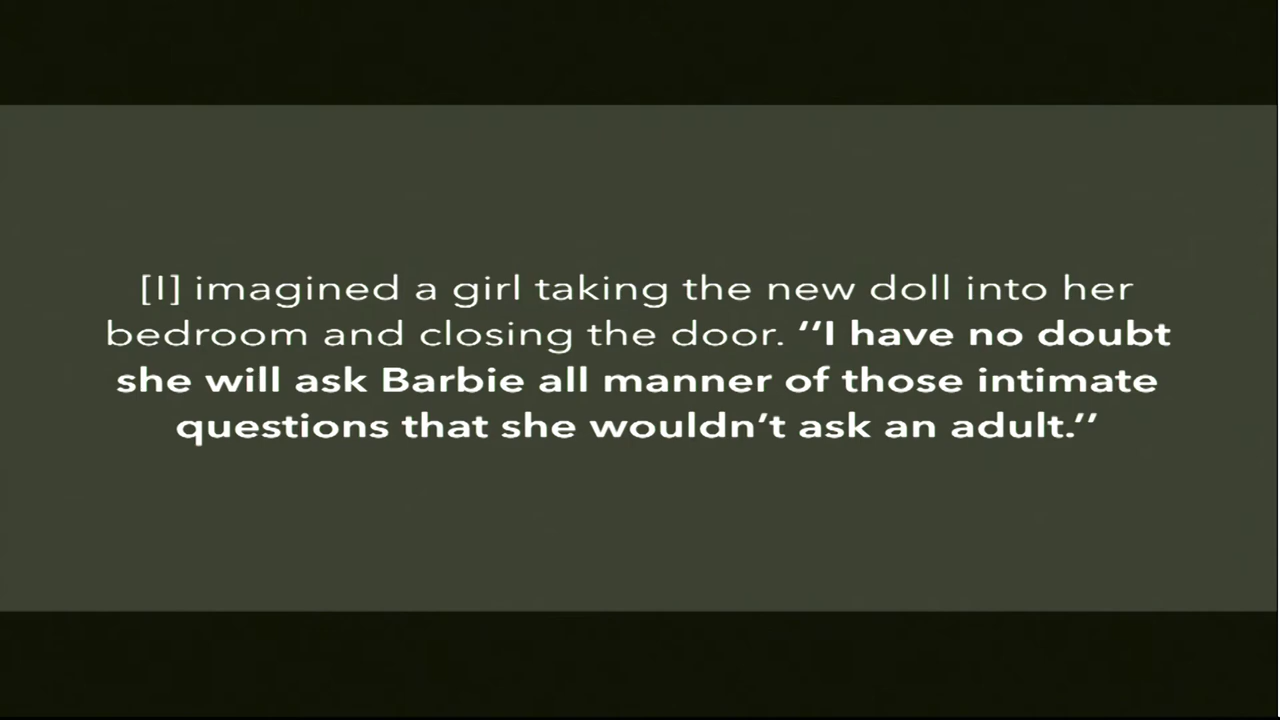 [I] imagined a girl taking the new doll into her
bedroom and closing the door. ‘‘I have no doubt
she will ask Barbie all manner of those intimate
questions that she wouldn’t ask an adult.’’